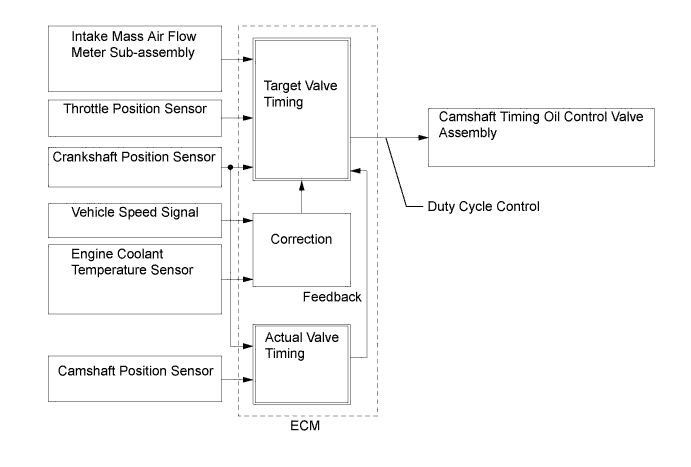 Intake Mass Air Flow
Meter Sub-assembly
Throttle Position Sensor
Crankshaft Position Sensor
Vehicle Speed Signal
Engine Coolant
Temperature Sensor
Camshaft Position Sensor
Target Valve
Timing
Correction
Feedback
Actual Valve
Timing
ECM
Camshaft Timing Oil Control Valve
Assembly
Duty Cycle Control